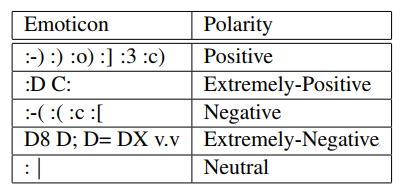 Emoticon Polarity
:-) :) :o) :] :3 :c) Positive
:D C: Extremely-Positive
:-( :( :c :[ Negative
D8 D; D= DX v.v Extremely-Negative
: | Neutral